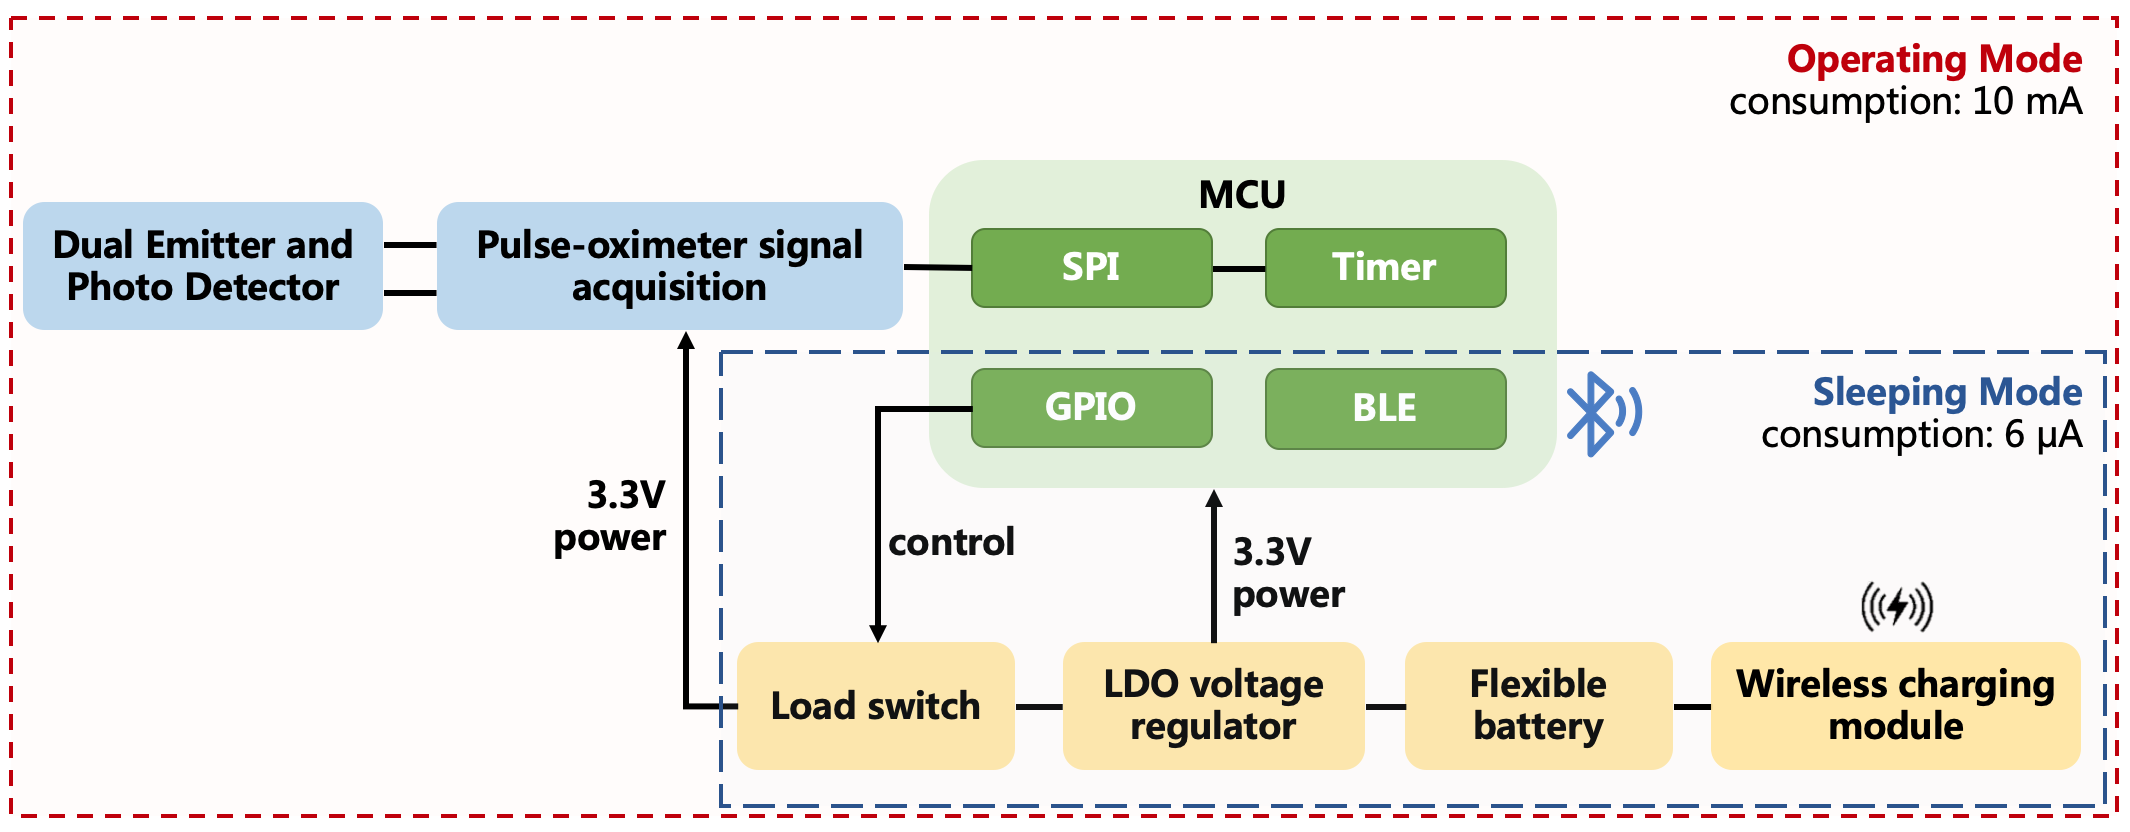 Operating Mode
consumption: 10 mA
MCU
Dual Emitter and
Photo Detector
Pulse-oximeter signal
acquisition
SPI
Timer
GPIO
BLE
Sleeping Mode
consumption: 6 µA
3.3V
power
control
3.3V
power
Load switch
LDO voltage
regulator
Flexible
battery
Wireless charging
module